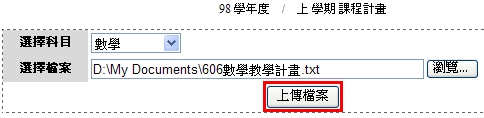 98 學年度 / 上 學期 課程計畫
選擇科目 數學
選擇檔案 D:\My Documents\606數學教學計畫.txt 瀏覽...
上傳檔案